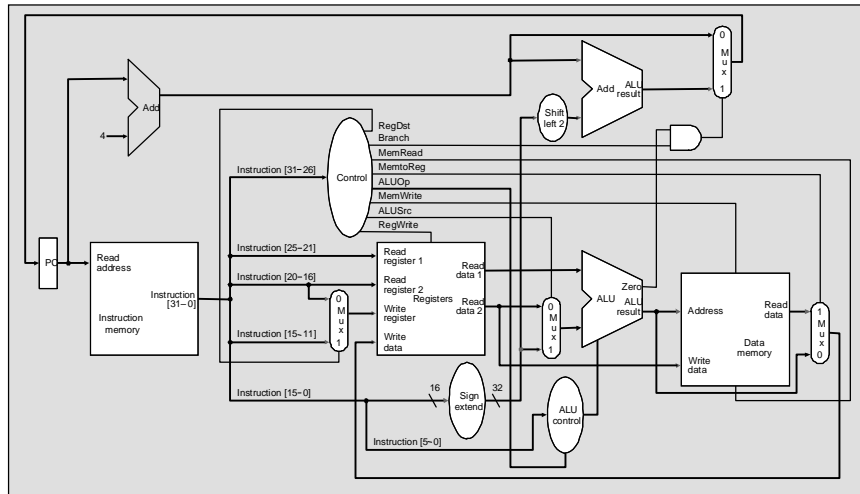 0
M
u
x
1
Add
ALU
result
Add
Shift
left 2
4
RegDst
Branch
MemRead
MemtoReg
ALUOp
MemWrite
ALUSrc
RegWrite
Control
Instruction [31-26]
Instruction [25-21]
Instruction [20-16]
Instruction [15-11]
Instruction [15-0]
Instruction [5-0]
PC
Read
address
Instruction
[31-0]
Instruction
memory
0
M
u
x
1
Read
register 1
Read
register 2
Write
register
Write
data
Registers
Read
data 1
Read
data 2
0
M
u
x
1
Zero
ALU
ALU
result
Address
Write
data
Read
data
Data
memory
1
M
u
x
0
16
Sign
extend
32
ALU
control